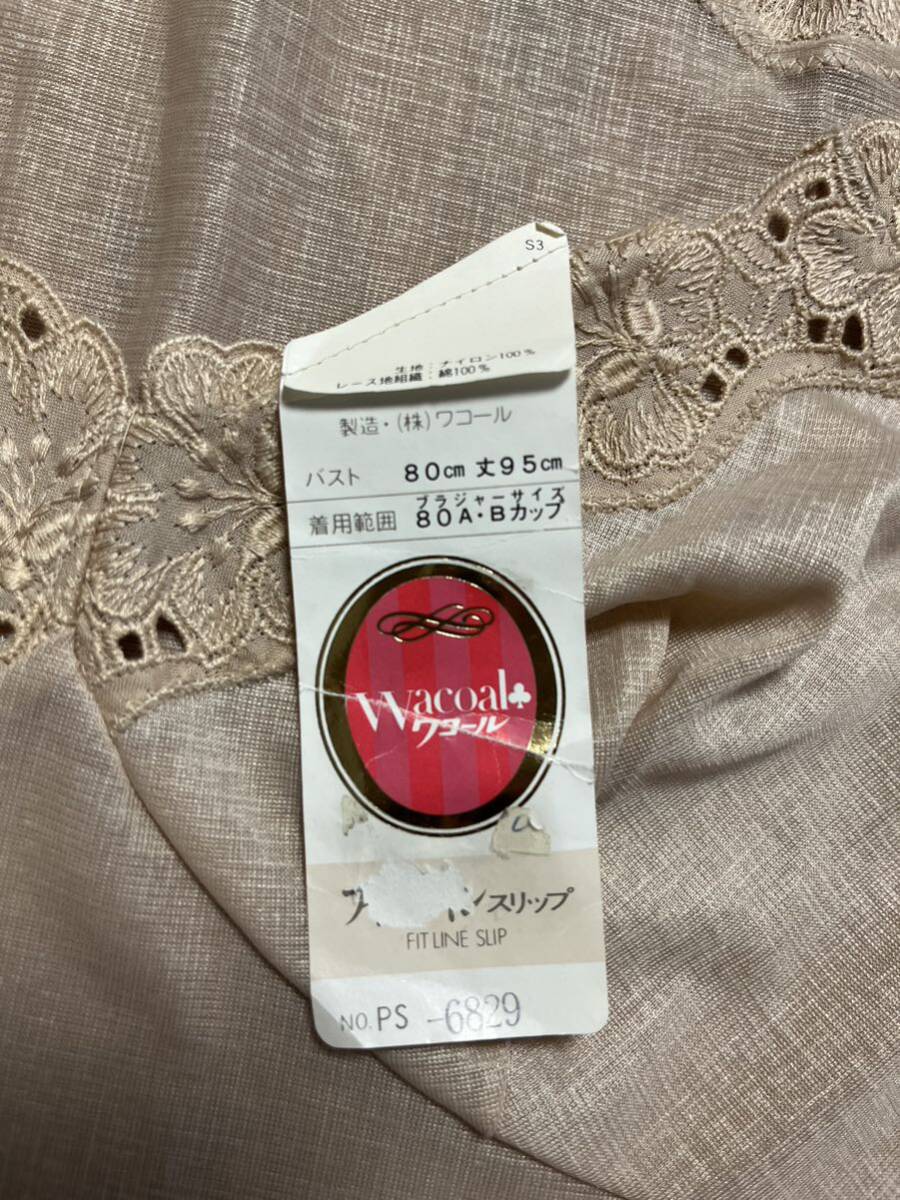 S3
生地：ナイロン100%
レース地組織：綿100%
製造・(株)ワコール
バスト 80cm 丈95cm
ブラジャーサイズ
着用範囲 80A・Bカップ
Wacoal
ワコール
a
スリップ
FIT LINE SLIP
NO. PS -6829